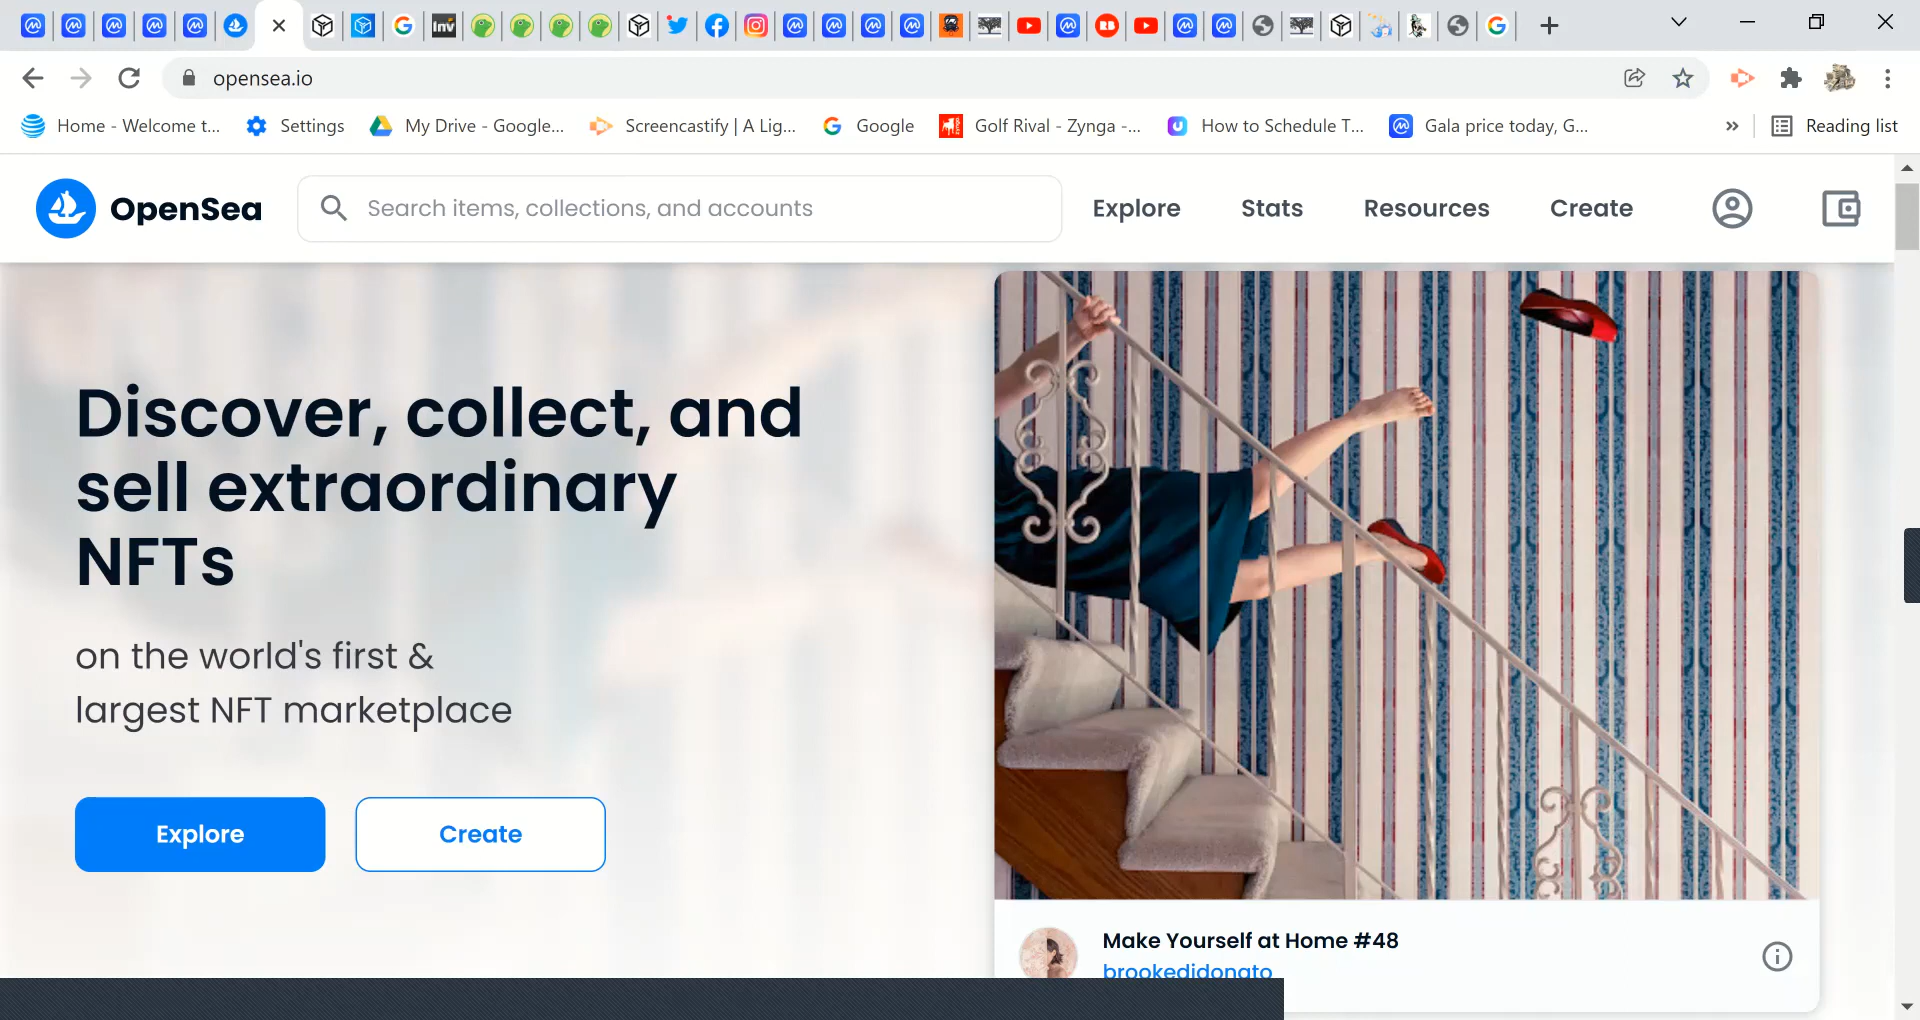 Inv
opensea.io
Home - Welcome t...
Settings
My Drive - Google...
Screencastify | A Lig...
Google
Golf Rival - Zynga -...
How to Schedule T...
Gala price today, G...
Reading list
OpenSea
Search items, collections, and accounts
Explore
Stats
Resources
Create
Discover, collect, and
sell extraordinary
NFTs
on the world's first &
largest NFT marketplace
Explore
Create
Make Yourself at Home #48
brookedidonato